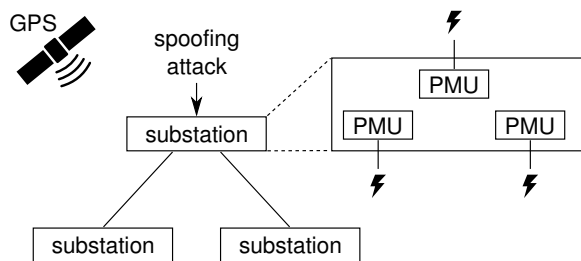 GPS
spoofing
attack
substation
PMU
PMU
PMU
substation
substation